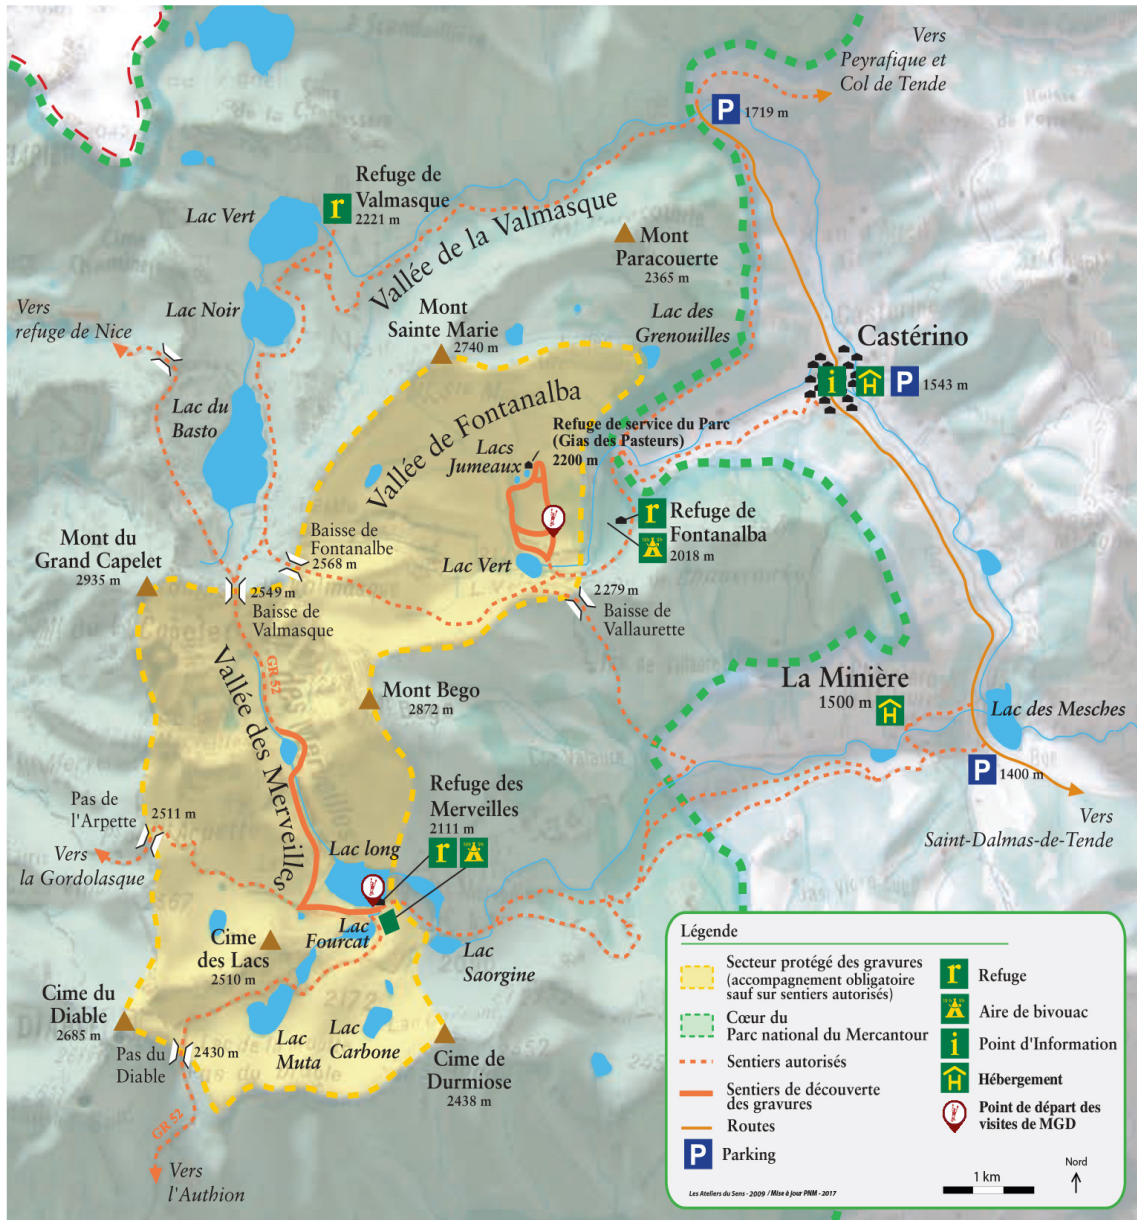 Vers
Peyrafique et
Col de Tende
P
1719 m
Refuge de
Valmasque
2221 m
r
Lac Vert
Vallée de la Valmasque
Mont
Paracouerte
2365 m
Lac Noir
Vers
refuge de Nice
Mont
Sainte Marie
2740 m
Lac des
Grenouilles
Castérino
i
H
P
1543 m
Lac du
Basto
Vallée de Fontanalba
Refuge de service du Parc
(Gias des Pasteurs)
2200 m
Lacs
Jumeaux
r
Refuge de
Fontanalba
2018 m
Baisse de
Fontanalbe
2568 m
Mont du
Grand Capelet
2935 m
Lac Vert
2549 m
Baisse de
Valmasque
2279 m
Baisse de
Vallaurette
GR 52
Vallée des Merveilles
Mont Bego
2872 m
La Minière
1500 m
H
Lac des Mesches
P
1400 m
Vers
Saint-Dalmas-de-Tende
Pas de
l'Arpette
2511 m
Vers
la Gordolasque
Refuge des
Merveilles
2111 m
r
Lac long
Lac
Fourcat
Lac
Saorgine
Cime
des Lacs
2510 m
Cime du
Diable
2685 m
Pas du
Diable
2430 m
Lac
Muta
Lac
Carbone
Cime de
Durmiose
2438 m
GR 52
Vers
l'Authion
Légende
Secteur protégé des gravures
(accompagnement obligatoire
sauf sur sentiers autorisés)
Cœur du
Parc national du Mercantour
Sentiers autorisés
Sentiers de découverte
des gravures
Routes
P
Parking
r
Refuge
Aire de bivouac
i
Point d'Information
H
Hébergement
Point de départ des
visites de MGD
1 km
Nord
Les Ateliers du Sens - 2009 / Mise à jour PNM - 2017